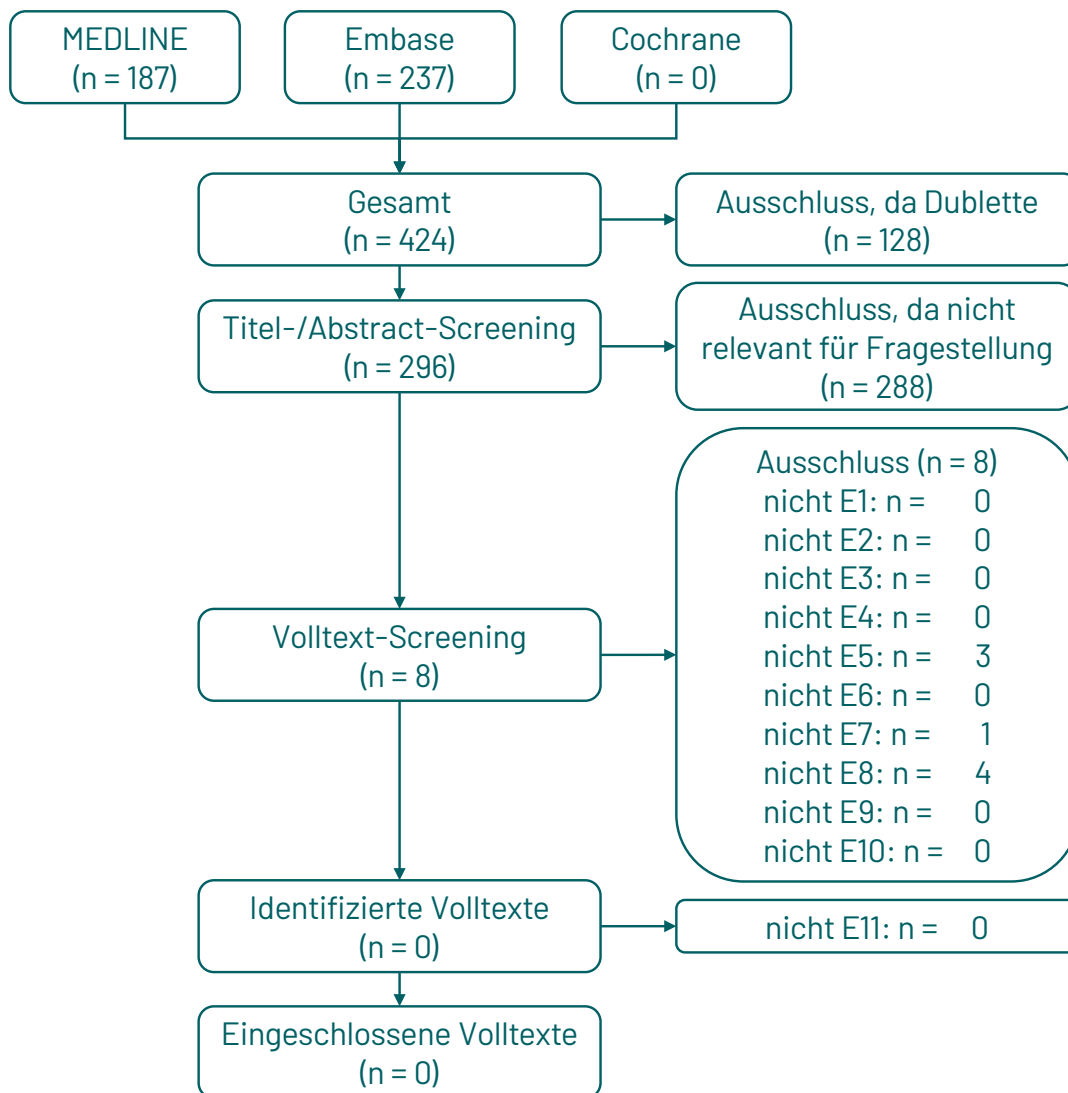 MEDLINE
(n = 187)
Embase
(n = 237)
Cochrane
(n = 0)
Gesamt
(n = 424)
Ausschluss, da Dublette
(n = 128)
Titel-/Abstract-Screening
(n = 296)
Ausschluss, da nicht
relevant für Fragestellung
(n = 288)
Volltext-Screening
(n = 8)
Ausschluss (n = 8)
nicht E1: n = 0
nicht E2: n = 0
nicht E3: n = 0
nicht E4: n = 0
nicht E5: n = 3
nicht E6: n = 0
nicht E7: n = 1
nicht E8: n = 4
nicht E9: n = 0
nicht E10: n = 0
Identifizierte Volltexte
(n = 0)
nicht E11: n = 0
Eingeschlossene Volltexte
(n = 0)